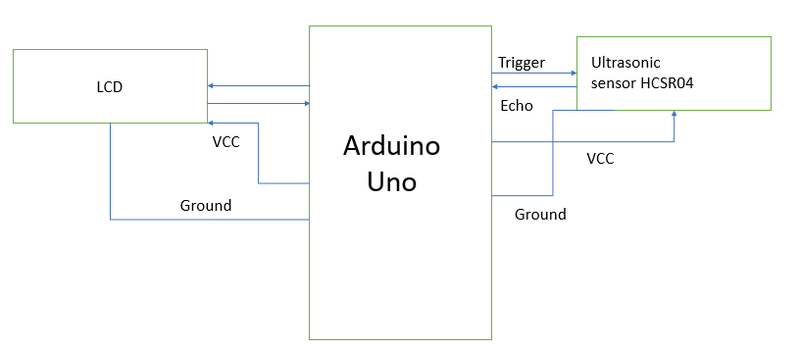 LCD
VCC
Ground
Arduino
Uno
Trigger
Echo
Ultrasonic
sensor HCSR04
VCC
Ground